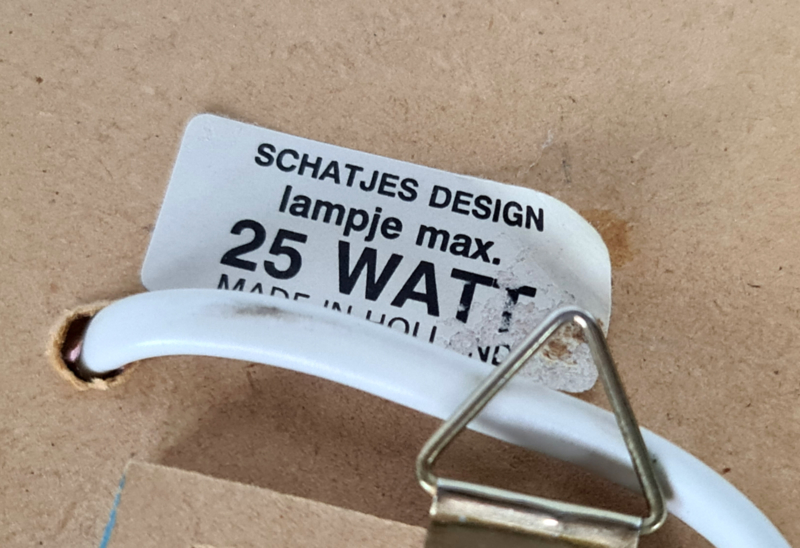 SCHATJES DESIGN
lampje max.
25 WATT
MADE IN HOLLAND